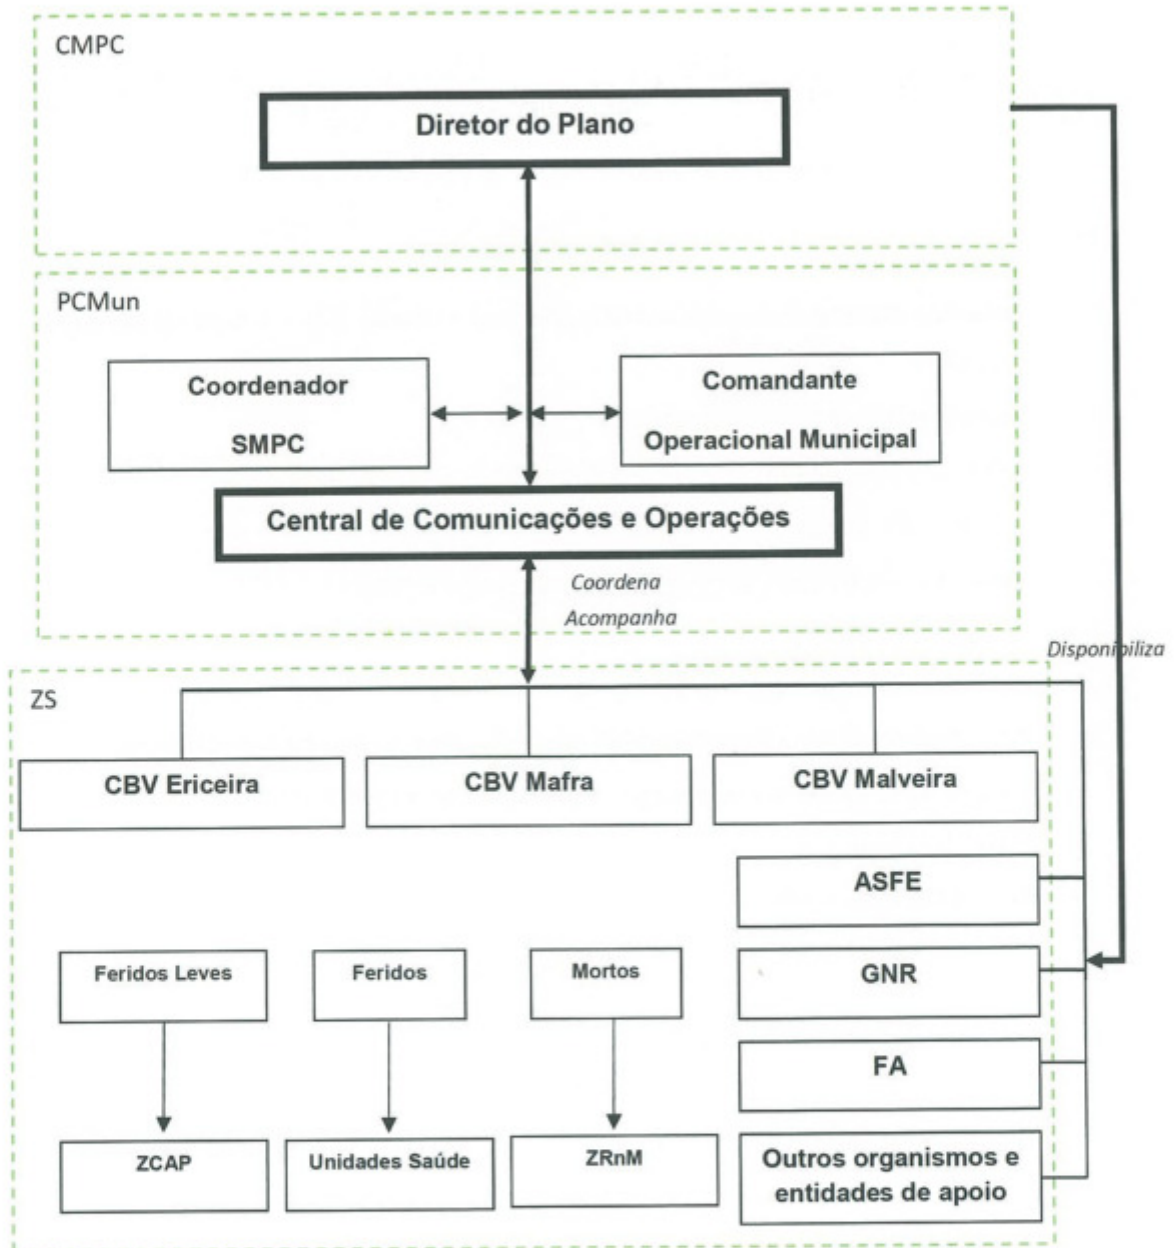 CMPC
Diretor do Plano
PCMun
Coordenador
SMPC
Comandante
Operacional Municipal
Central de Comunicações e Operações
Coordena
Acompanha
Disponibiliza
ZS
CBV Ericeira
CBV Mafra
CBV Malveira
ASFE
Feridos Leves
Feridos
Mortos
GNR
FA
ZCAP
Unidades Saúde
ZRnM
Outros organismos e
entidades de apoio